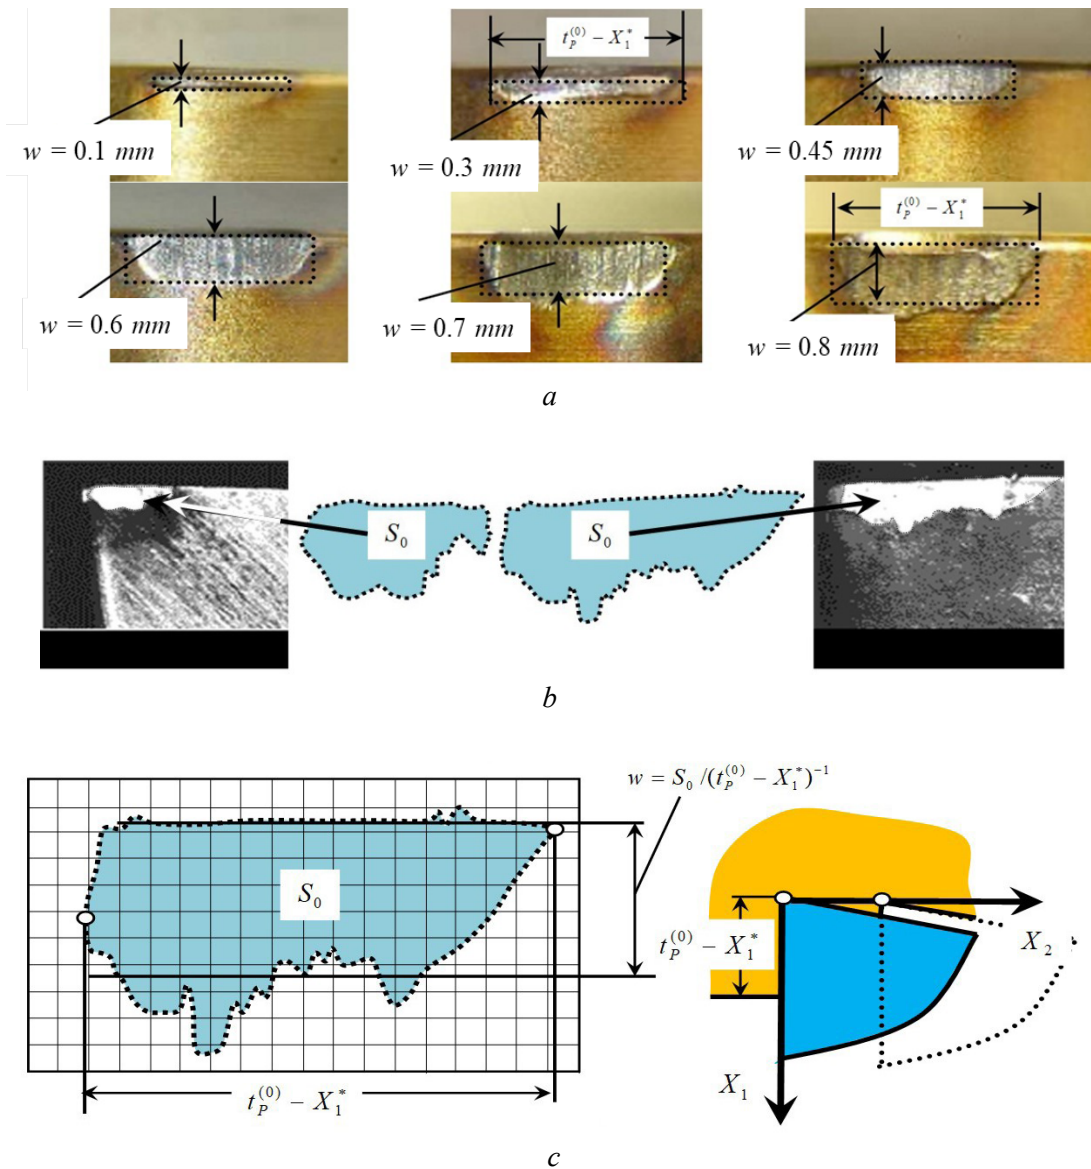 t_P^(0) − X_1^*
w = 0.1 mm
w = 0.3 mm
w = 0.45 mm
t_P^(0) − X_1^*
w = 0.6 mm
w = 0.7 mm
w = 0.8 mm
a
S_0
S_0
b
w = S_0 /(t_P^(0) − X_1^*)^−1
S_0
t_P^(0) − X_1^*
X_2
X_1
t_P^(0) − X_1^*
c